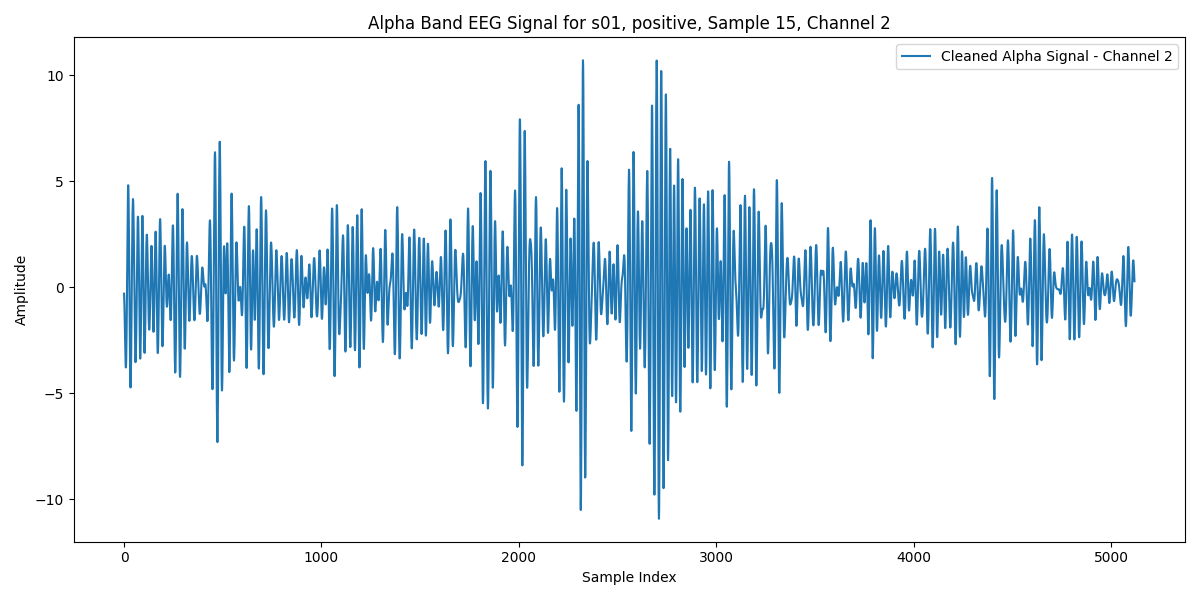 Alpha Band EEG Signal for s01, positive, Sample 15, Channel 2
Cleaned Alpha Signal - Channel 2
Amplitude
10
5
0
−5
−10
0 1000 2000 3000 4000 5000
Sample Index